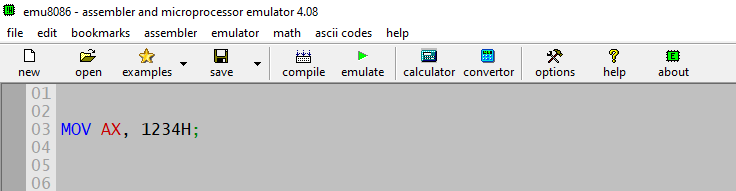 emu8086 - assembler and microprocessor emulator 4.08
file edit bookmarks assembler emulator math ascii codes help
new open examples save compile emulate calculator convertor options help about
01
02
03 MOV AX, 1234H;
04
05
06